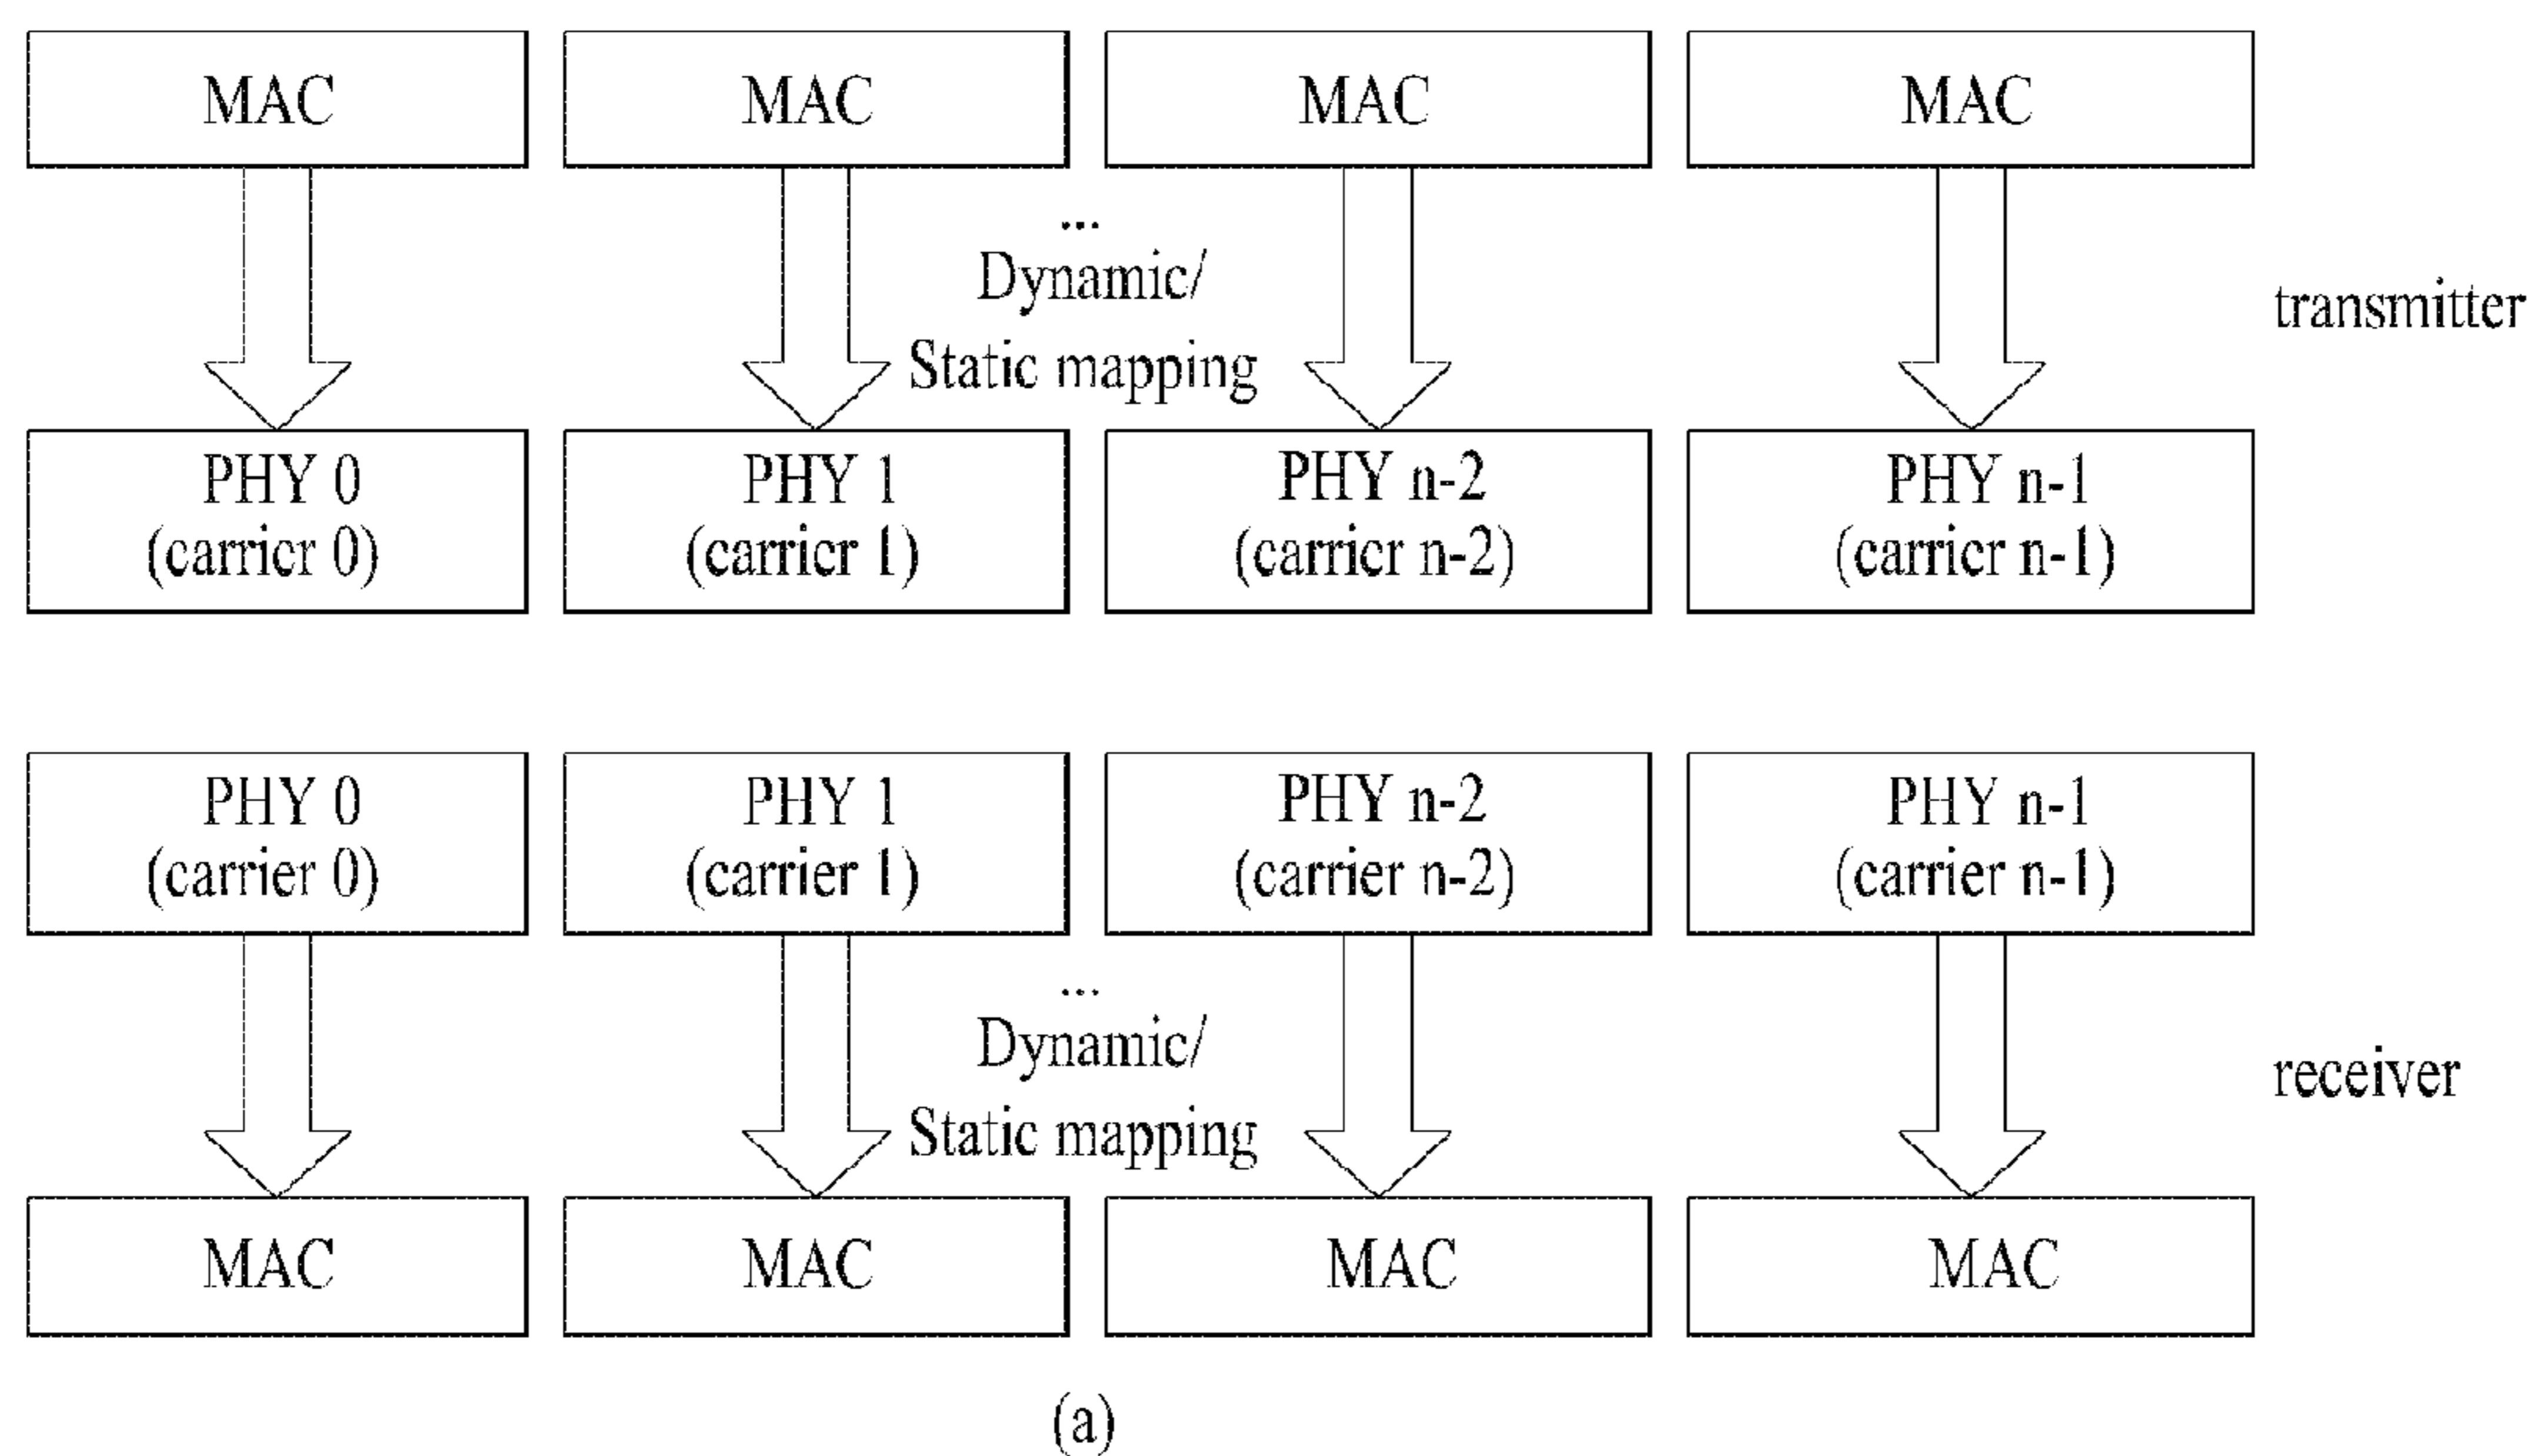 MAC MAC MAC MAC
...
Dynamic/
transmitter
Static mapping
PHY 0 PHY 1 PHY n-2 PHY n-1
(carrier 0) (carrier 1) (carrier n-2) (carrier n-1)
PHY 0 PHY 1 PHY n-2 PHY n-1
(carrier 0) (carrier 1) (carrier n-2) (carrier n-1)
...
Dynamic/
receiver
Static mapping
MAC MAC MAC MAC
(a)